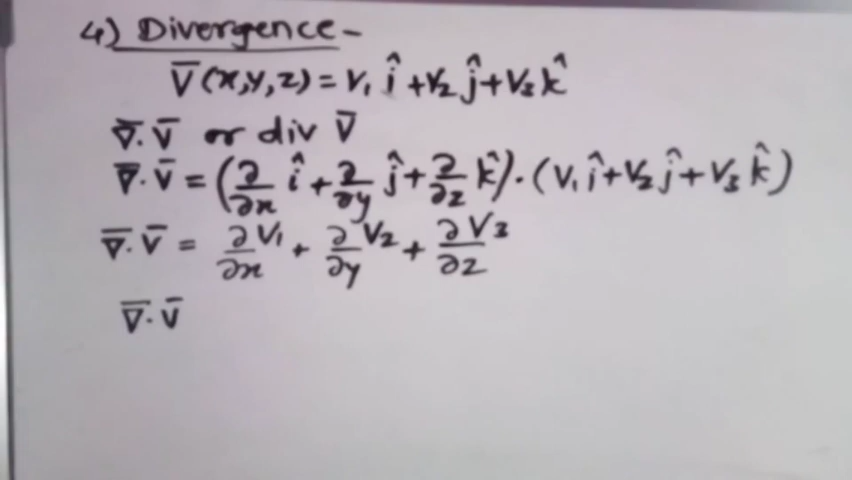 4) Divergence -
V̅(x,y,z) = V₁ î + V₂ ĵ + V₃ k̂
∇̅. V̅ or div V̅
∇̅. V̅ = (∂/∂x î + ∂/∂y ĵ + ∂/∂z k̂) . (V₁ î + V₂ ĵ + V₃ k̂)
∇̅. V̅ = ∂V₁/∂x + ∂V₂/∂y + ∂V₃/∂z
∇̅. V̅